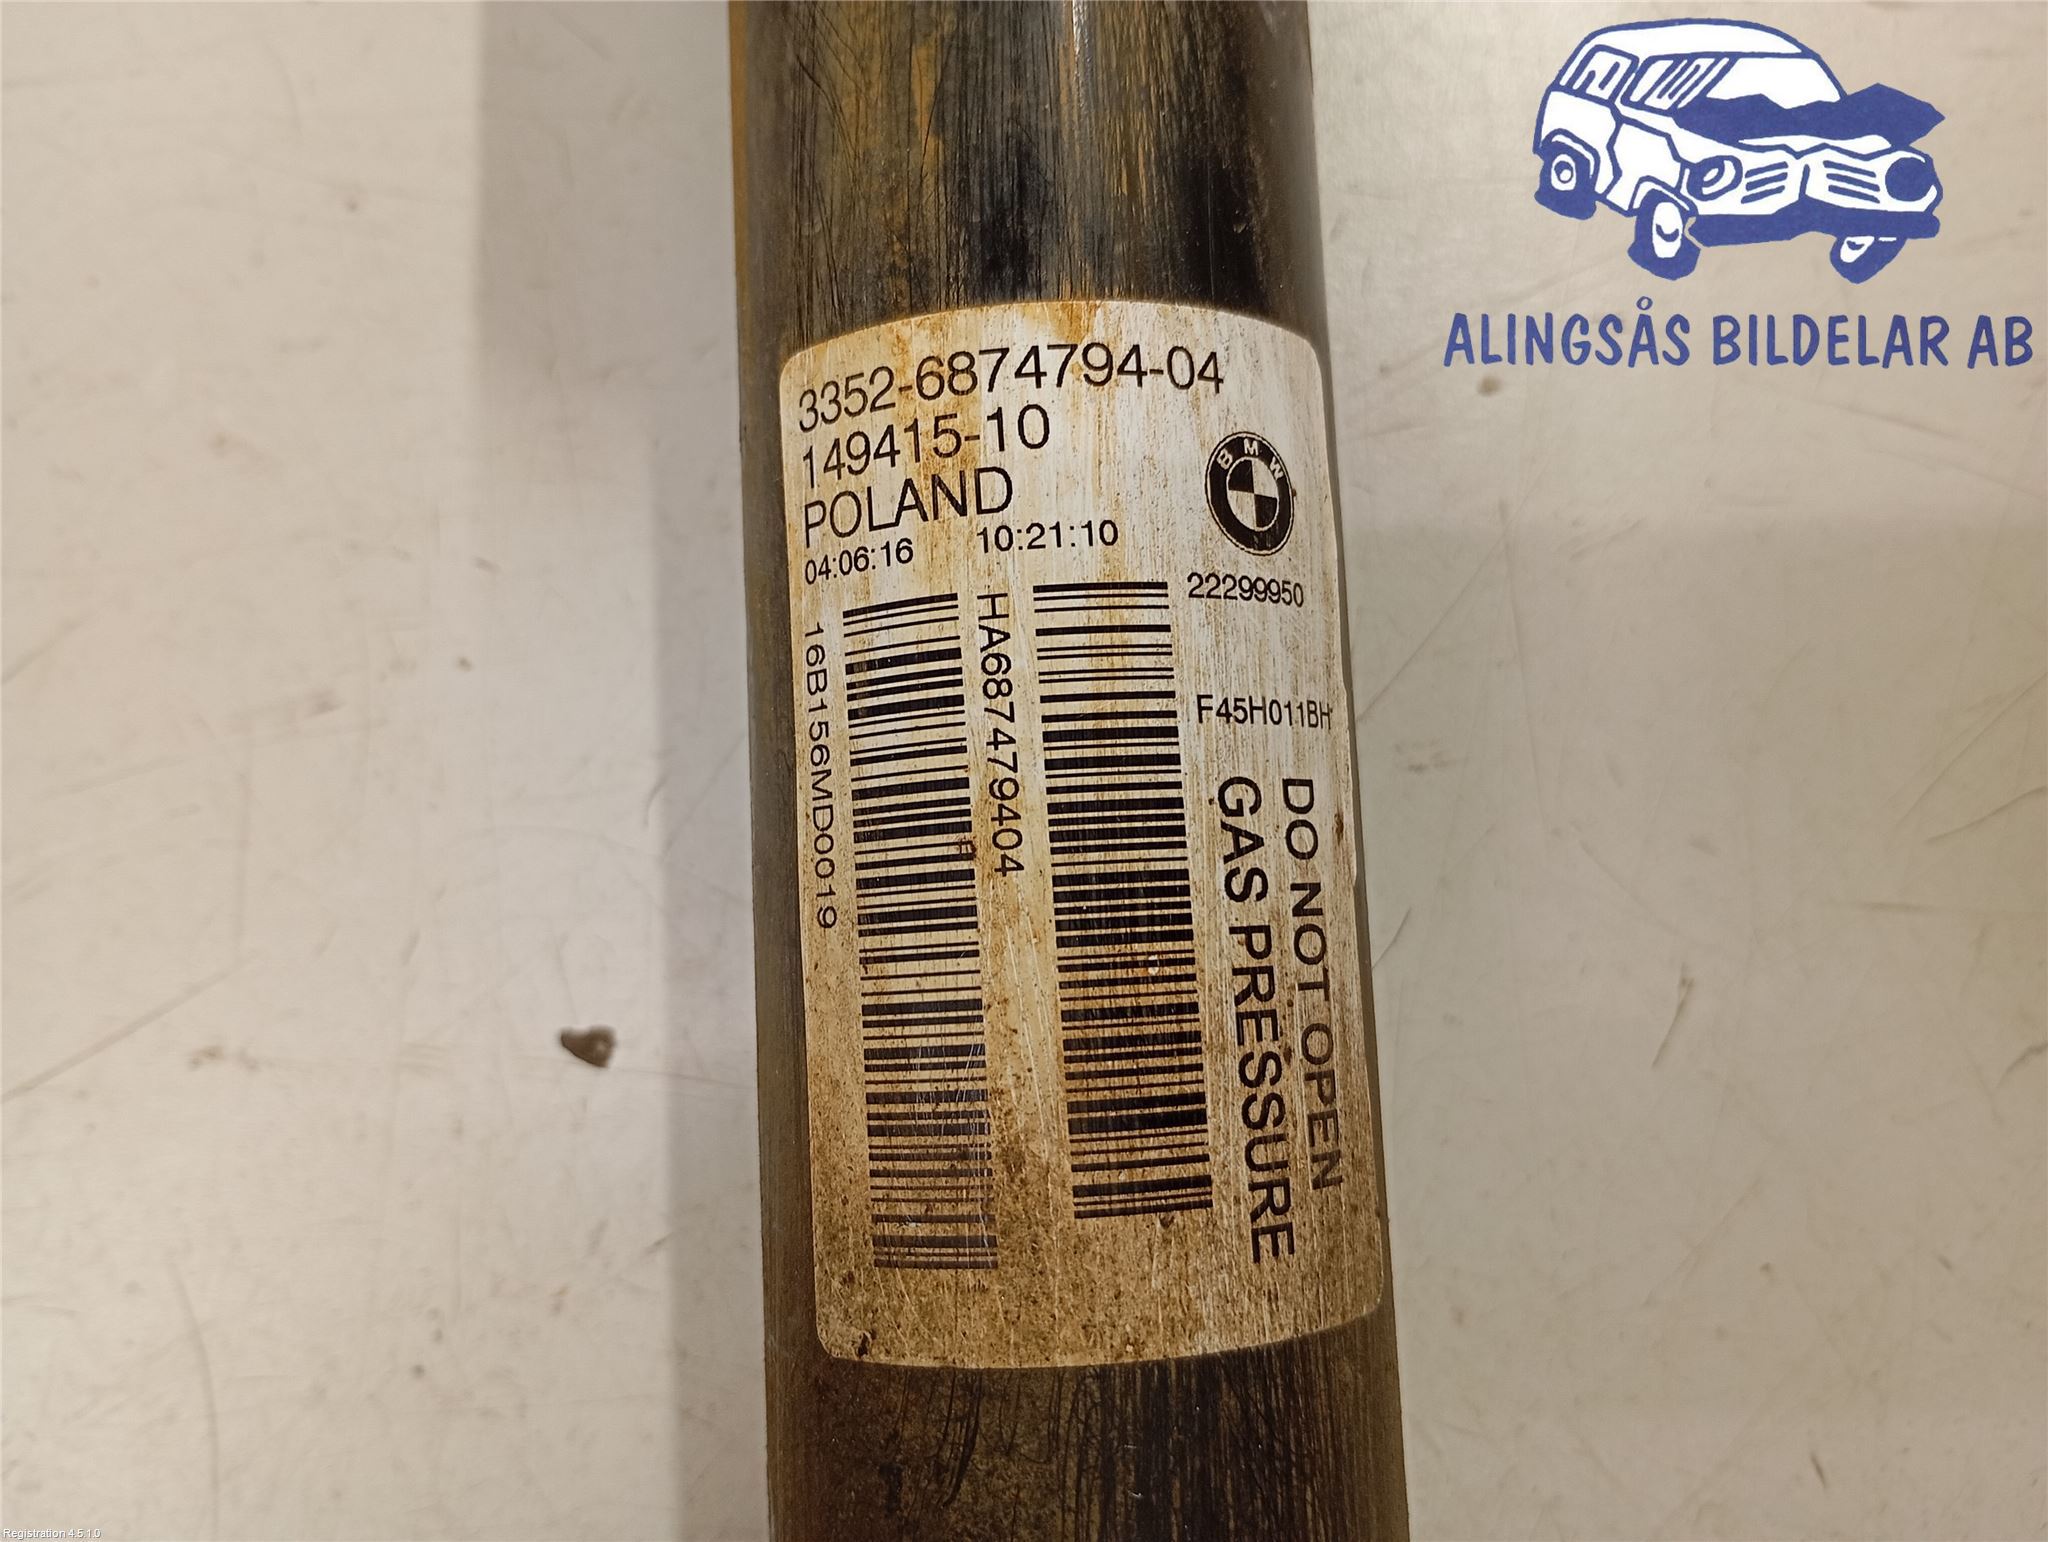 ALINGSÅS BILDELAR AB
3352-6874794-04
149415-10
POLAND
04:06:16 10:21:10
BMW
22299950
16B156MD0019
HA687479404
F45H011BH
DO NOT OPEN
GAS PRESSURE
Registration 4.5.1.0